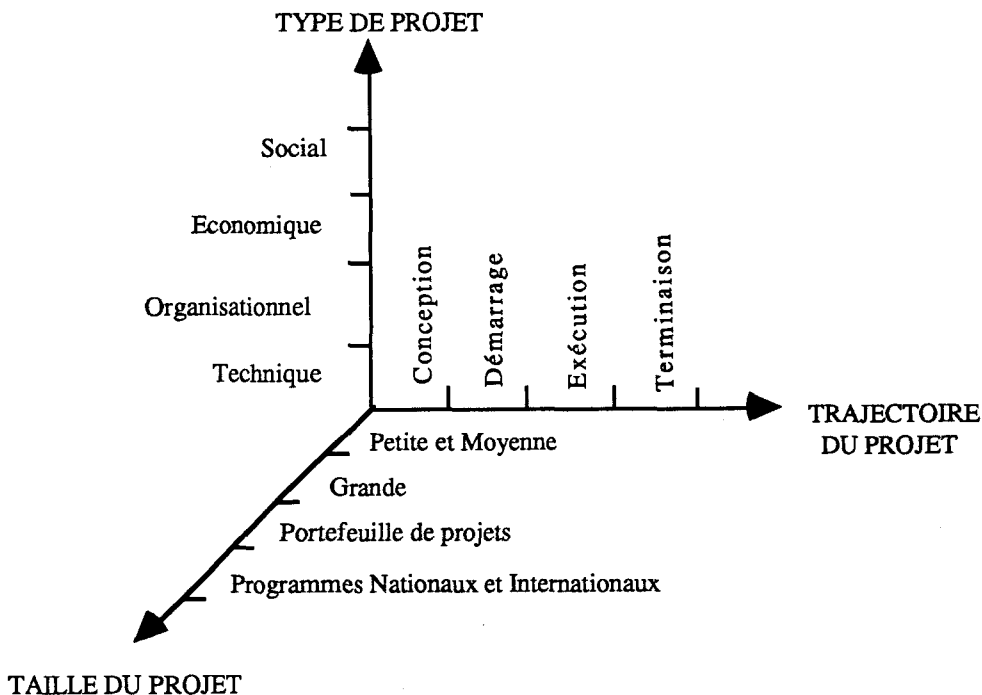 TYPE DE PROJET
Social
Economique
Organisationnel
Technique
Conception
Démarrage
Exécution
Terminaison
TRAJECTOIRE
DU PROJET
Petite et Moyenne
Grande
Portefeuille de projets
Programmes Nationaux et Internationaux
TAILLE DU PROJET